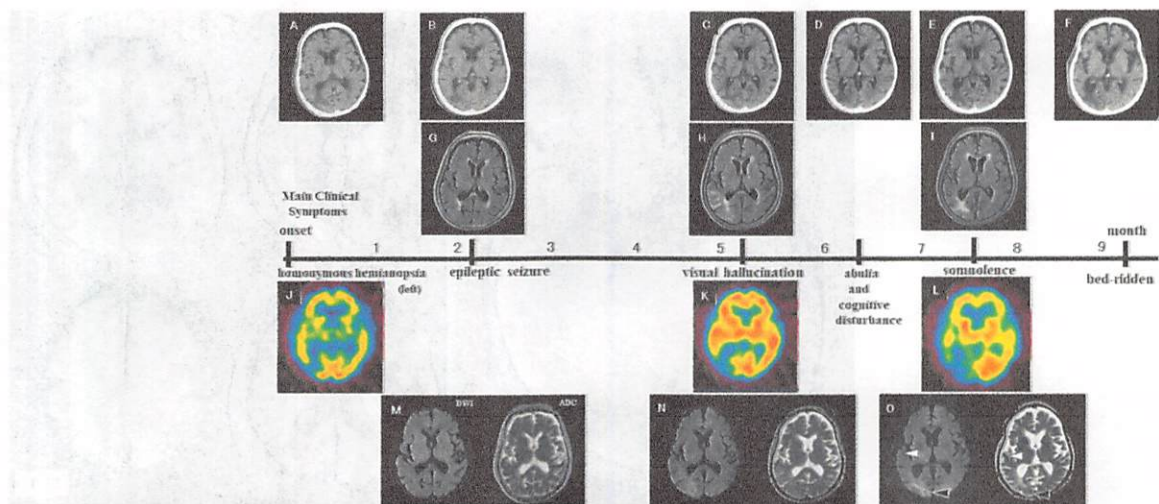 A
B
C
D
E
F
G
H
I
Main Clinical
Symptoms
onset
month
1
2
3
4
5
6
7
8
9
homonymous hemianopsia
(left)
epileptic seizure
visual hallucination
abulia
and
cognitive
disturbance
somnolence
bed-ridden
J
K
L
M
DWI
ADC
N
O